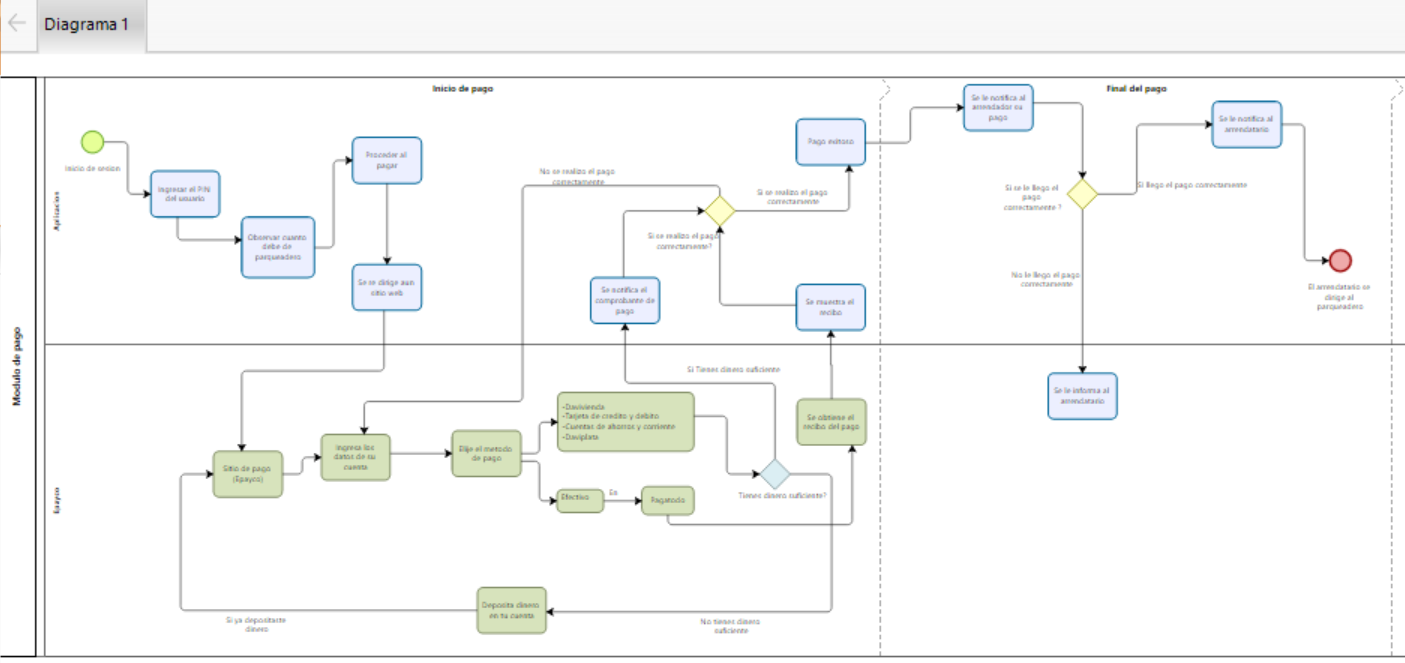 Diagrama 1
Modulo de pago
Aplicacion
Epayco
Inicio de pago
Final del pago
Inicio de sesion
Ingresar el PIN
del usuario
Observar cuanto
debe de
parqueadero
Proceder al
pagar
Se re dirige aun
sitio web
No se realizo el pago
correctamente
Si se realizo el pago
correctamente?
Si se realizo el pago
correctamente
Pago exitoso
Se notifica el
comprobante de
pago
Se muestra el
recibo
Se le notifica al
arrendador su
pago
Si se le llego el
pago
correctamente ?
Si llego el pago correctamente
Se le notifica al
arrendatario
No le llego el pago
correctamente
El arrendatario se
dirige al
parqueadero
Se le informa al
arrendatario
Sitio de pago
(Epayco)
Ingresa los
datos de su
cuenta
Elije el metodo
de pago
-Davivienda
-Tarjeta de credito y debito
-Cuentas de ahorros y corriente
-Daviplata
Efectivo
En
Pagatodo
Si Tienes dinero suficiente
Tienes dinero suficiente?
Se obtiene el
recibo del pago
Deposita dinero
en tu cuenta
Si ya depositaste
dinero
No tienes dinero
suficiente